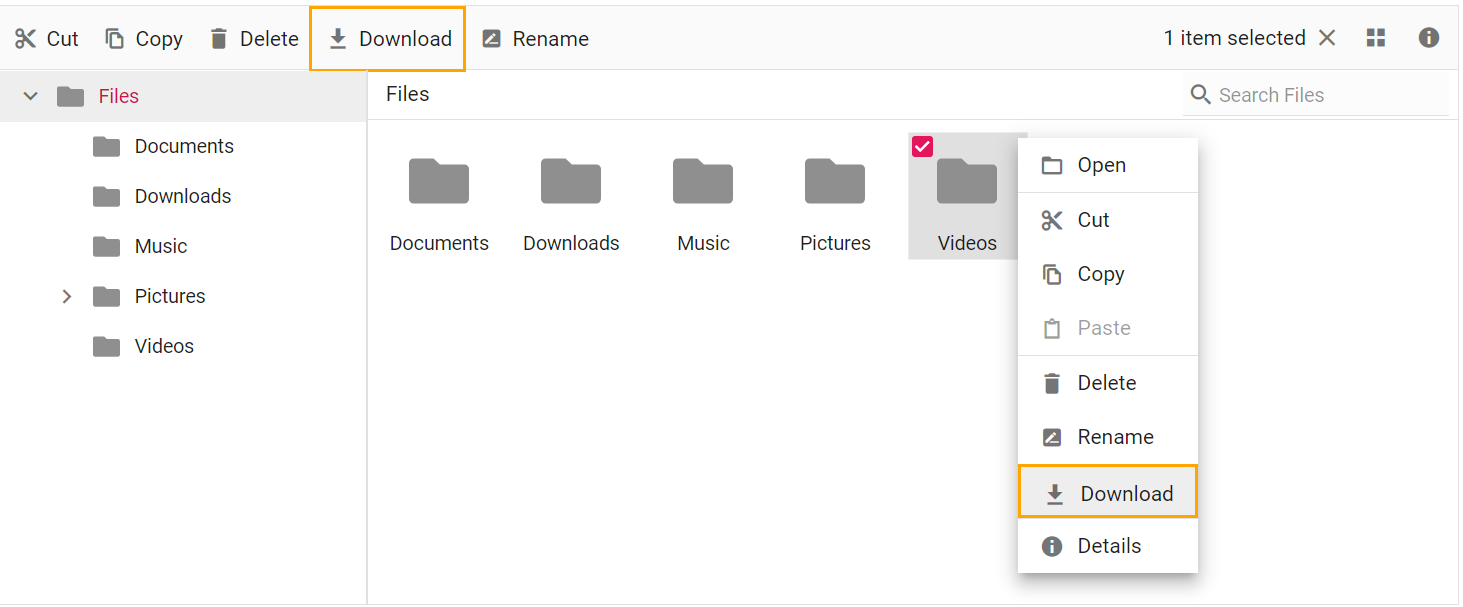 Cut Copy Delete Download Rename 1 item selected
Files
Documents
Downloads
Music
Pictures
Videos
Files Search Files
Documents Downloads Music Pictures Videos
Open
Cut
Copy
Paste
Delete
Rename
Download
Details